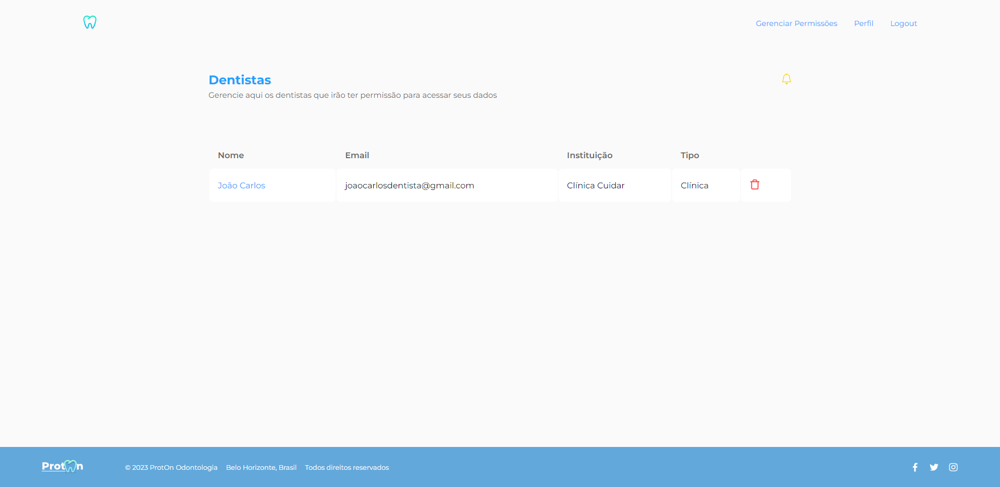 Gerenciar Permissões Perfil Logout
Dentistas
Gerencie aqui os dentistas que irão ter permissão para acessar seus dados
Nome Email Instituição Tipo
João Carlos joaocarlosdentista@gmail.com Clínica Cuidar Clínica
ProtOn © 2023 ProtOn Odontologia Belo Horizonte, Brasil Todos direitos reservados